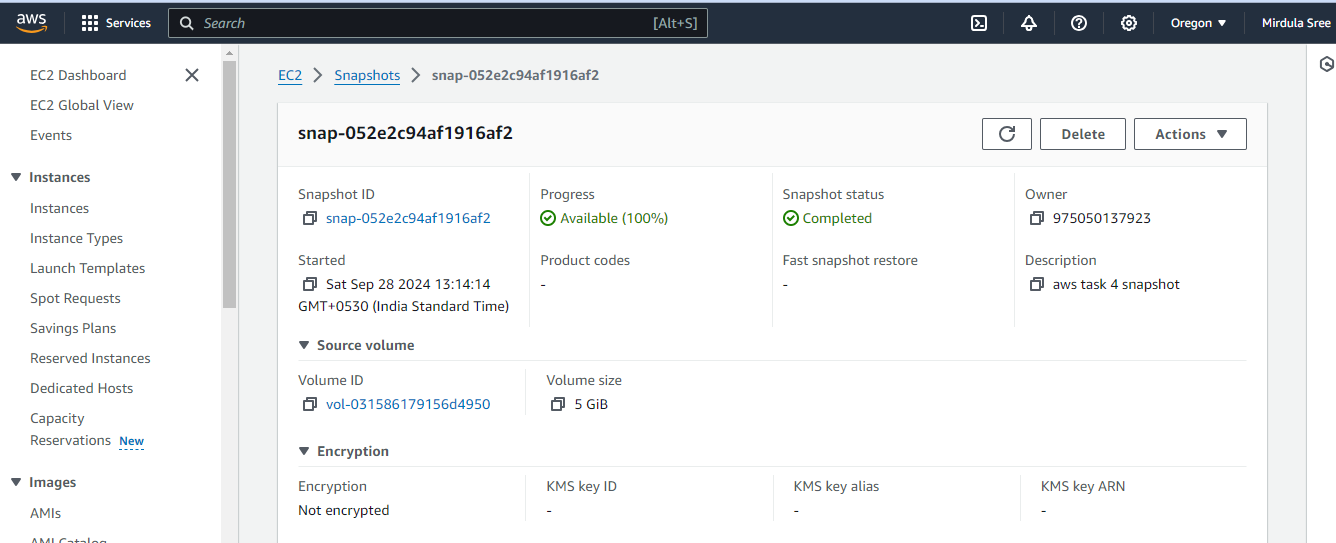 aws
Services
Search
[Alt+S]
Oregon
Mirdula Sree
EC2 Dashboard
EC2 Global View
Events
Instances
Instances
Instance Types
Launch Templates
Spot Requests
Savings Plans
Reserved Instances
Dedicated Hosts
Capacity
Reservations New
Images
AMIs
AMI Catalog
EC2 > Snapshots > snap-052e2c94af1916af2
snap-052e2c94af1916af2
Delete
Actions
Snapshot ID
snap-052e2c94af1916af2
Progress
Available (100%)
Snapshot status
Completed
Owner
975050137923
Started
Sat Sep 28 2024 13:14:14
GMT+0530 (India Standard Time)
Product codes
-
Fast snapshot restore
-
Description
aws task 4 snapshot
Source volume
Volume ID
vol-031586179156d4950
Volume size
5 GiB
Encryption
Encryption
Not encrypted
KMS key ID
-
KMS key alias
-
KMS key ARN
-